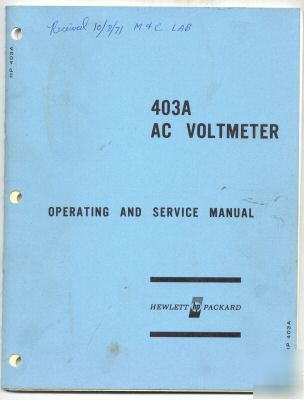 Received 10/3/71 M & C LAB
HP 403A
403A
AC VOLTMETER
OPERATING AND SERVICE MANUAL
HEWLETT hp PACKARD
HP 403A